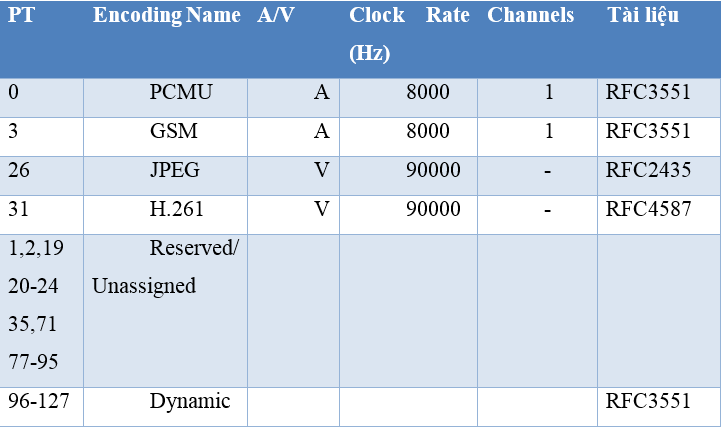 PT Encoding Name A/V Clock Rate (Hz) Channels Tài liệu
0 PCMU A 8000 1 RFC3551
3 GSM A 8000 1 RFC3551
26 JPEG V 90000 - RFC2435
31 H.261 V 90000 - RFC4587
1,2,19 Reserved/
20-24 Unassigned
35,71
77-95
96-127 Dynamic RFC3551